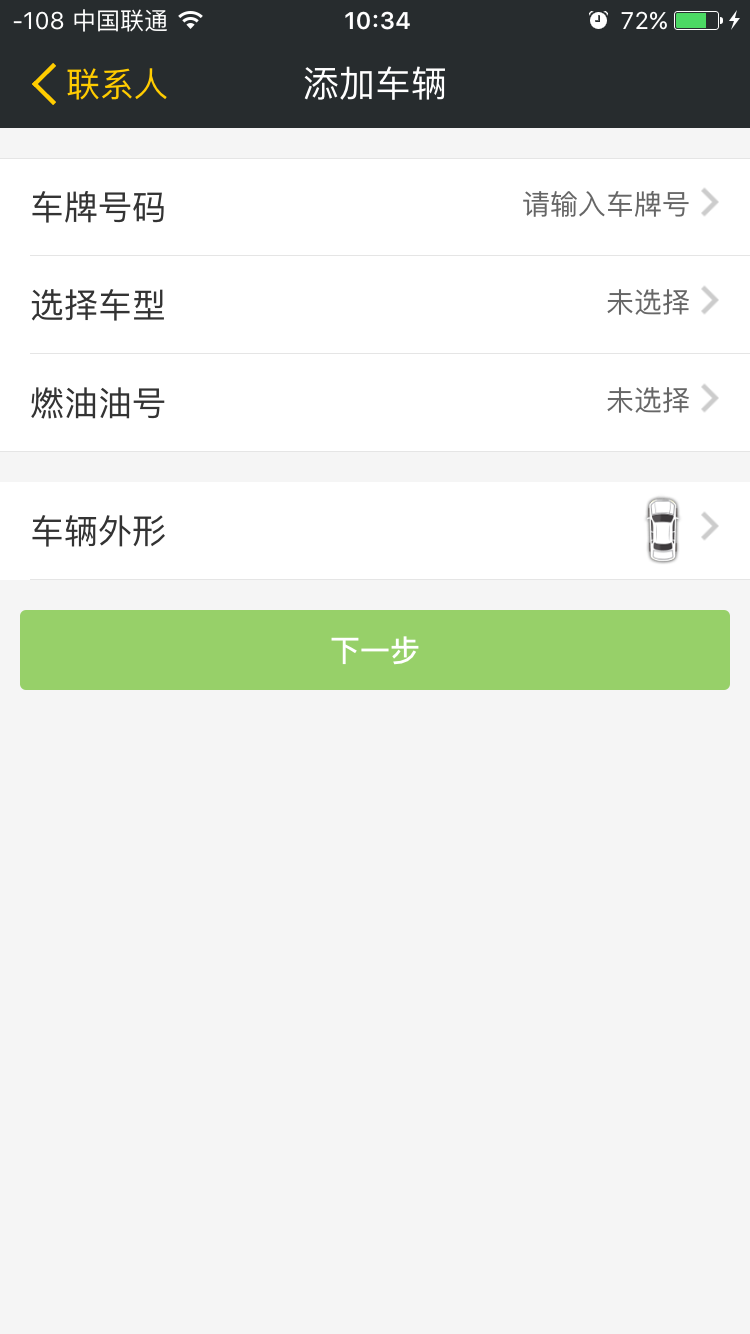 -108 中国联通 10:34 72%
联系人 添加车辆
车牌号码 请输入车牌号
选择车型 未选择
燃油油号 未选择
车辆外形
下一步